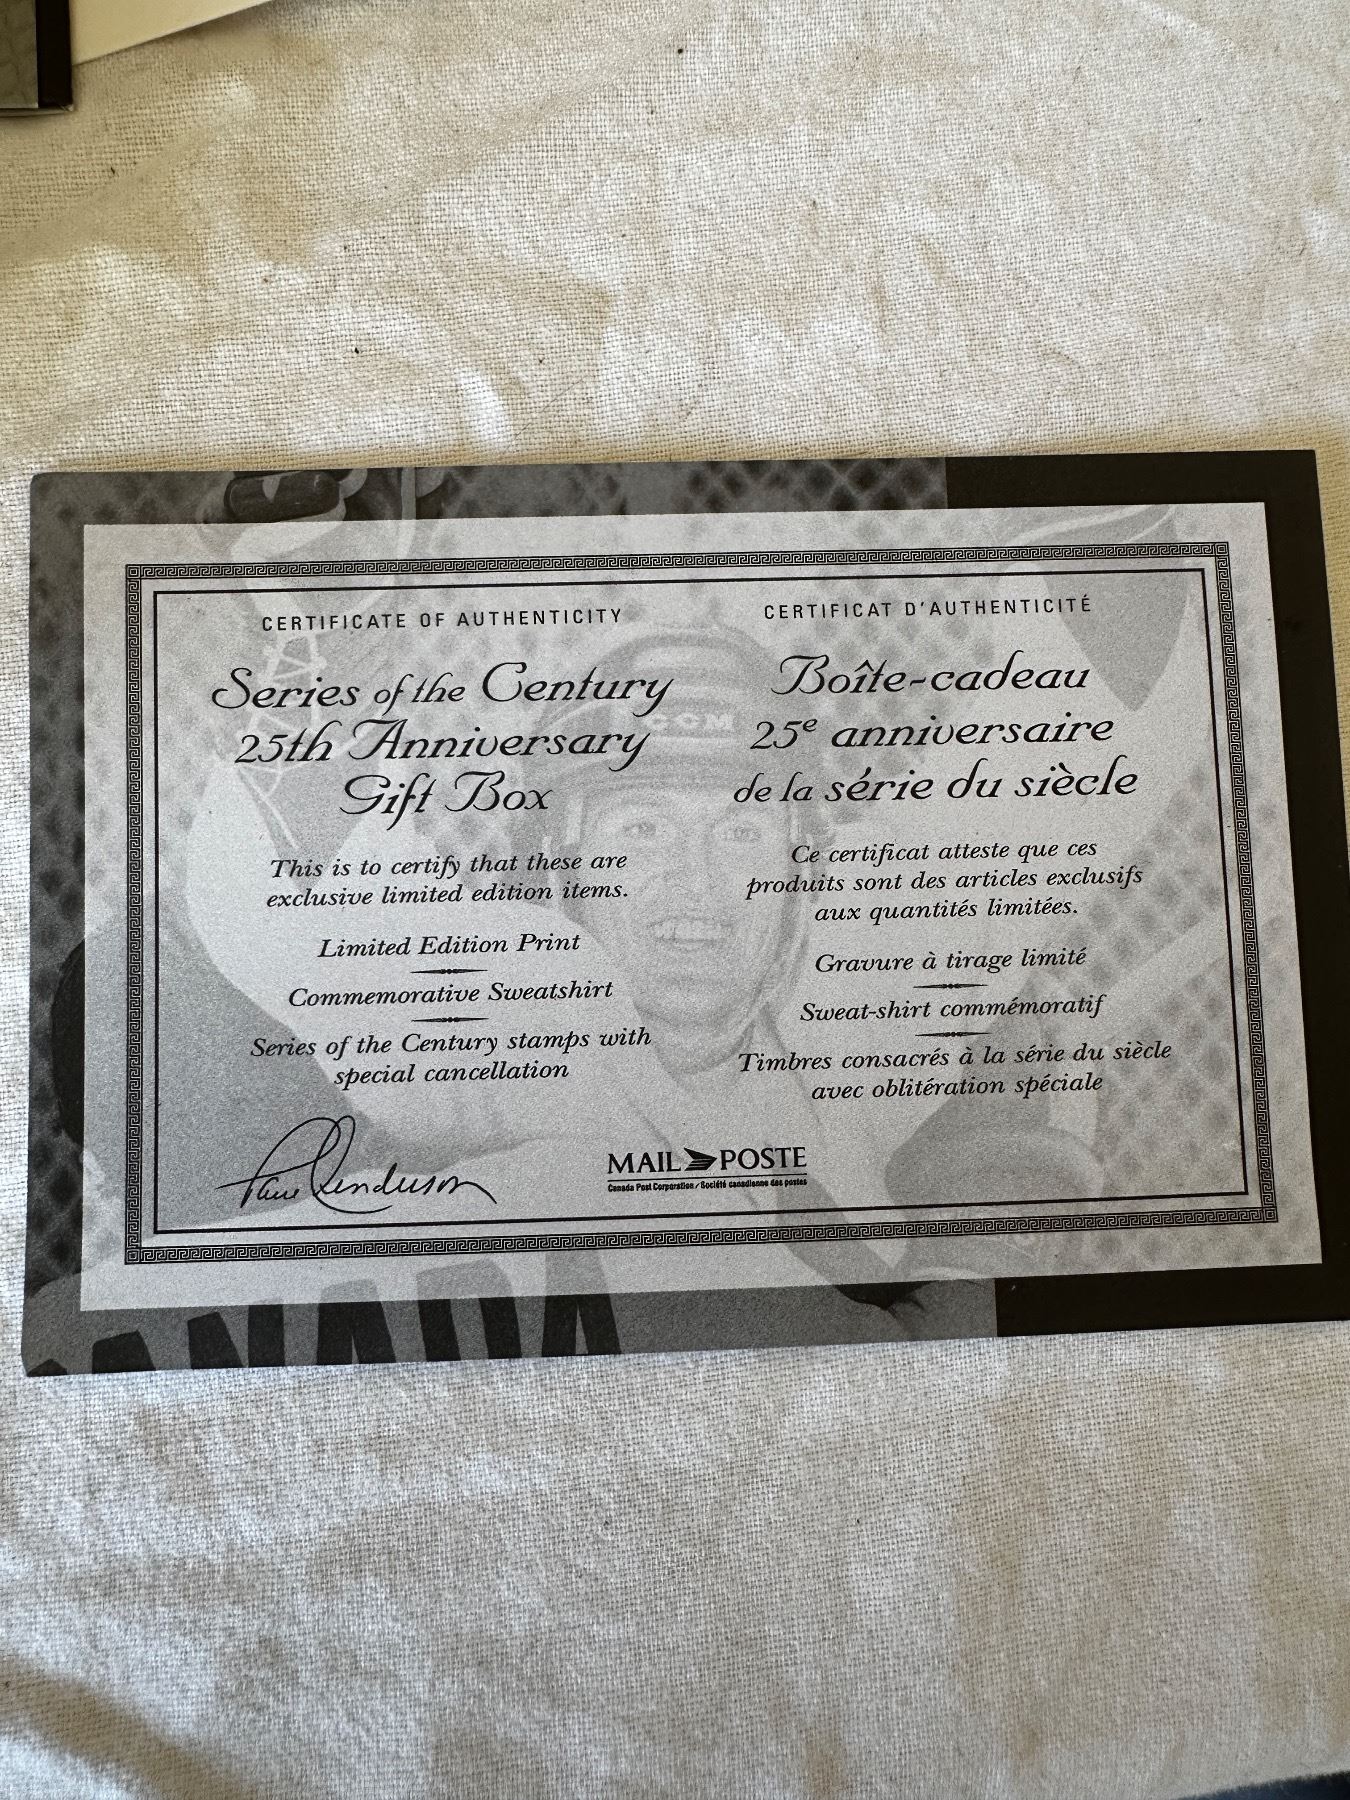 CERTIFICATE OF AUTHENTICITY
Series of the Century
25th Anniversary
Gift Box
This is to certify that these are
exclusive limited edition items.
Limited Edition Print
Commemorative Sweatshirt
Series of the Century stamps with
special cancellation
Paul Henderson
CERTIFICAT D'AUTHENTICITÉ
Boîte-cadeau
25e anniversaire
de la série du siècle
Ce certificat atteste que ces
produits sont des articles exclusifs
aux quantités limitées.
Gravure à tirage limité
Sweat-shirt commémoratif
Timbres consacrés à la série du siècle
avec oblitération spéciale
MAIL POSTE
Canada Post Corporation / Société canadienne des postes
CCM
CANADA